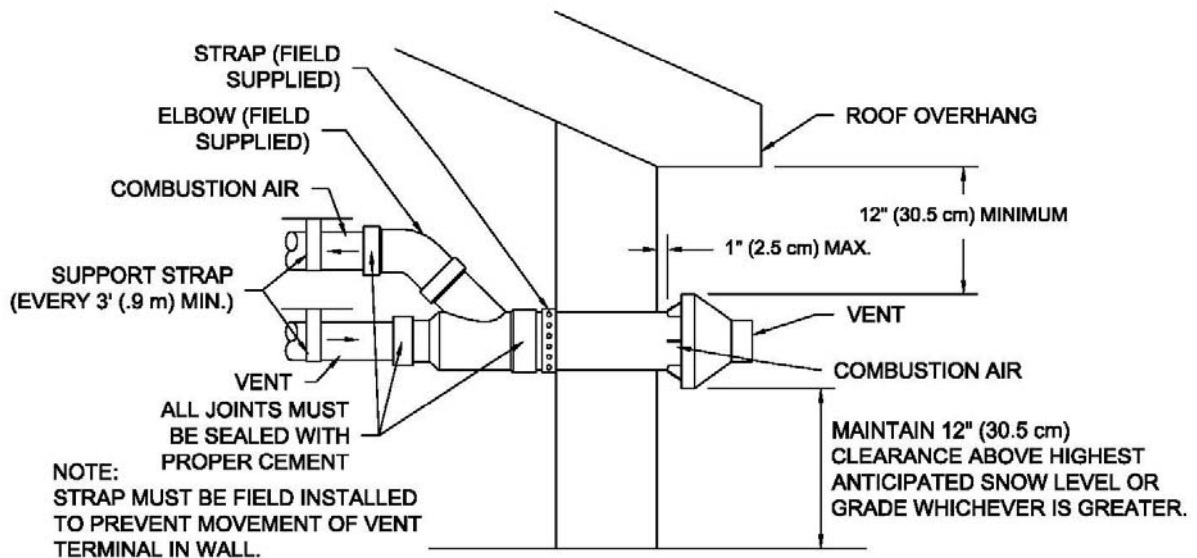 STRAP (FIELD
SUPPLIED)
ELBOW (FIELD
SUPPLIED)
COMBUSTION AIR
SUPPORT STRAP
(EVERY 3' (.9 m) MIN.)
VENT
ALL JOINTS MUST
BE SEALED WITH
PROPER CEMENT
NOTE:
STRAP MUST BE FIELD INSTALLED
TO PREVENT MOVEMENT OF VENT
TERMINAL IN WALL.
ROOF OVERHANG
12" (30.5 cm) MINIMUM
1" (2.5 cm) MAX.
VENT
COMBUSTION AIR
MAINTAIN 12" (30.5 cm)
CLEARANCE ABOVE HIGHEST
ANTICIPATED SNOW LEVEL OR
GRADE WHICHEVER IS GREATER.